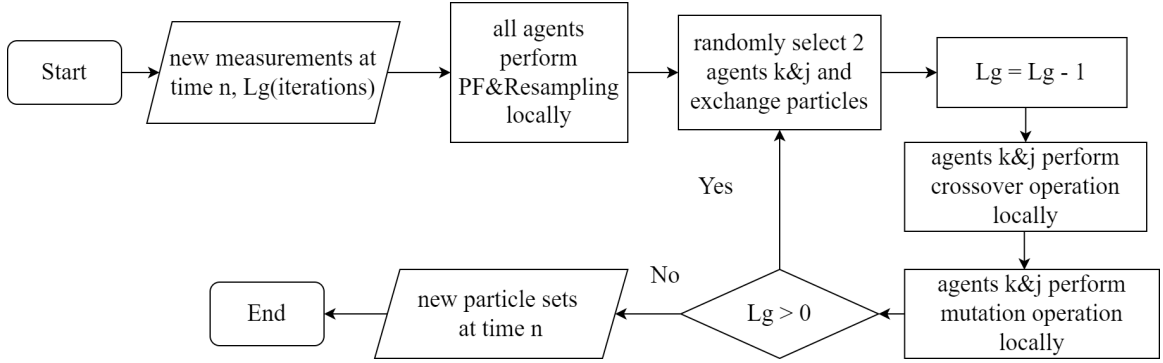 Start
new measurements at
time n, Lg(iterations)
all agents
perform
PF&Resampling
locally
randomly select 2
agents k&j and
exchange particles
Lg = Lg - 1
agents k&j perform
crossover operation
locally
agents k&j perform
mutation operation
locally
Lg > 0
Yes
No
new particle sets
at time n
End